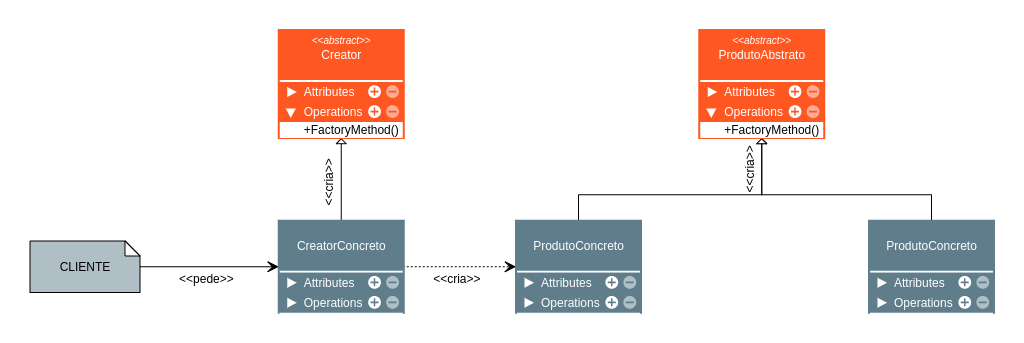 <<abstract>>
Creator
Attributes
Operations
+FactoryMethod()
<<abstract>>
ProdutoAbstrato
Attributes
Operations
+FactoryMethod()
<<cria>>
<<cria>>
CLIENTE
<<pede>>
CreatorConcreto
Attributes
Operations
<<cria>>
ProdutoConcreto
Attributes
Operations
ProdutoConcreto
Attributes
Operations